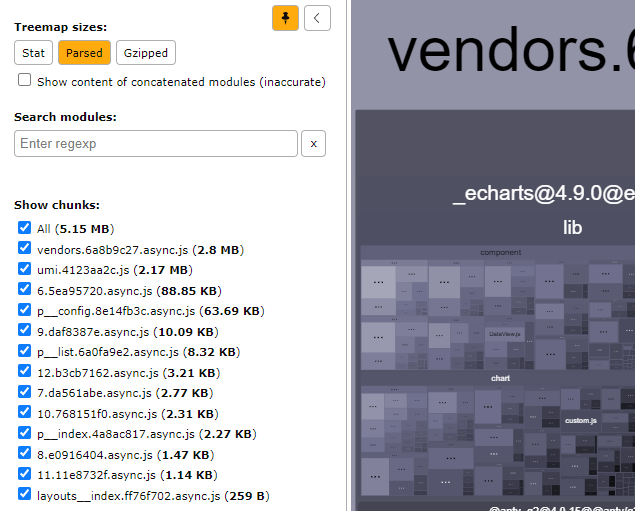 Treemap sizes:
Stat Parsed Gzipped
Show content of concatenated modules (inaccurate)
Search modules:
Enter regexp x
Show chunks:
All (5.15 MB)
vendors.6a8b9c27.async.js (2.8 MB)
umi.4123aa2c.js (2.17 MB)
6.5ea95720.async.js (88.85 KB)
p__config.8e14fb3c.async.js (63.69 KB)
9.daf8387e.async.js (10.09 KB)
p__list.6a0fa9e2.async.js (8.32 KB)
12.b3cb7162.async.js (3.21 KB)
7.da561abe.async.js (2.77 KB)
10.768151f0.async.js (2.31 KB)
p__index.4a8ac817.async.js (2.27 KB)
8.e0916404.async.js (1.47 KB)
11.11e8732f.async.js (1.14 KB)
layouts__index.ff76f702.async.js (259 B)
vendors.6
_echarts@4.9.0@e
lib
component
DataView.js
chart
custom.js